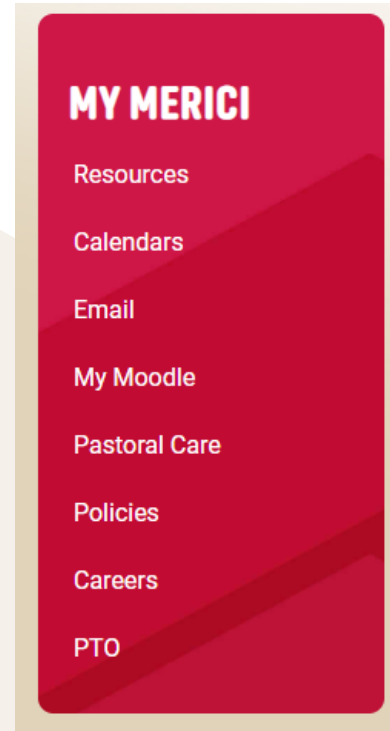 MY MERICI
Resources
Calendars
Email
My Moodle
Pastoral Care
Policies
Careers
PTO